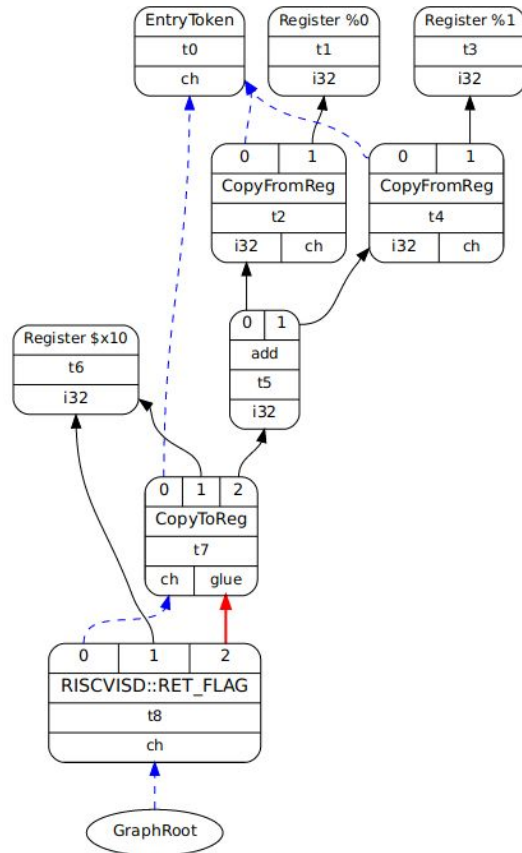 EntryToken
t0
ch
Register %0
t1
i32
Register %1
t3
i32
0 1
CopyFromReg
t2
i32 ch
0 1
CopyFromReg
t4
i32 ch
0 1
add
t5
i32
Register $x10
t6
i32
0 1 2
CopyToReg
t7
ch glue
0 1 2
RISCVISD::RET_FLAG
t8
ch
GraphRoot